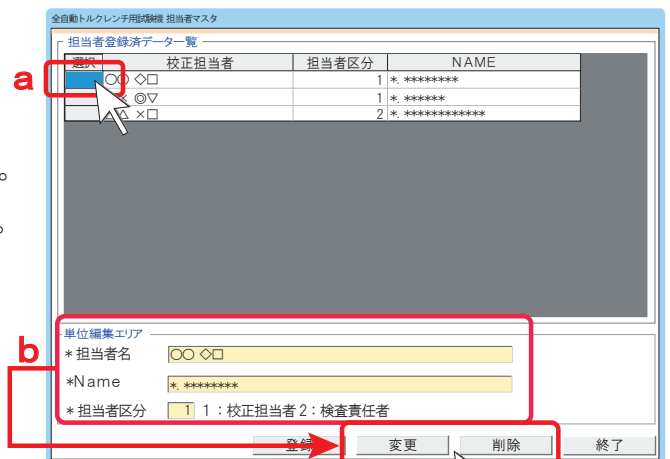 全自動トルクレンチ用試験機 担当者マスタ
担当者登録済データ一覧
選択 校正担当者 担当者区分 NAME
a
○○ ◇□ 1 *. ********
◎▽ 1 *. ******
△ ×□ 2 *. ************
。
。
単位編集エリア
b
* 担当者名 ○○ ◇□
*Name *. ********
* 担当者区分 1 1：校正担当者 2：検査責任者
登録 変更 削除 終了